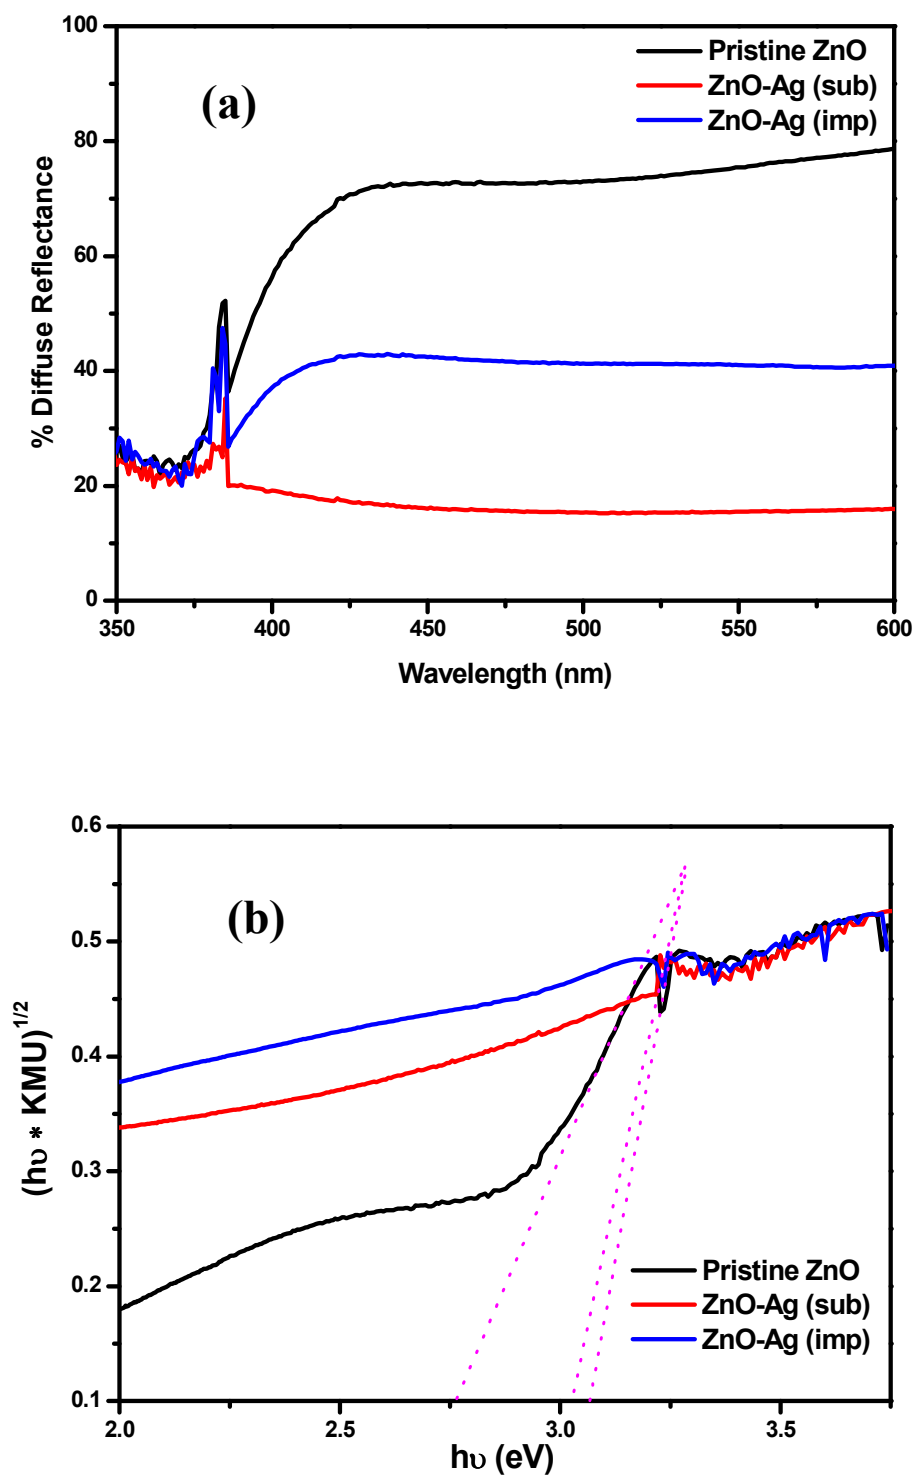 100
80
60
40
20
0
% Diffuse Reflectance
(a)
Pristine ZnO
ZnO-Ag (sub)
ZnO-Ag (imp)
350 400 450 500 550 600
Wavelength (nm)
0.6
0.5
0.4
0.3
0.2
0.1
(hυ * KMU)^1/2
(b)
Pristine ZnO
ZnO-Ag (sub)
ZnO-Ag (imp)
2.0 2.5 3.0 3.5
hυ (eV)